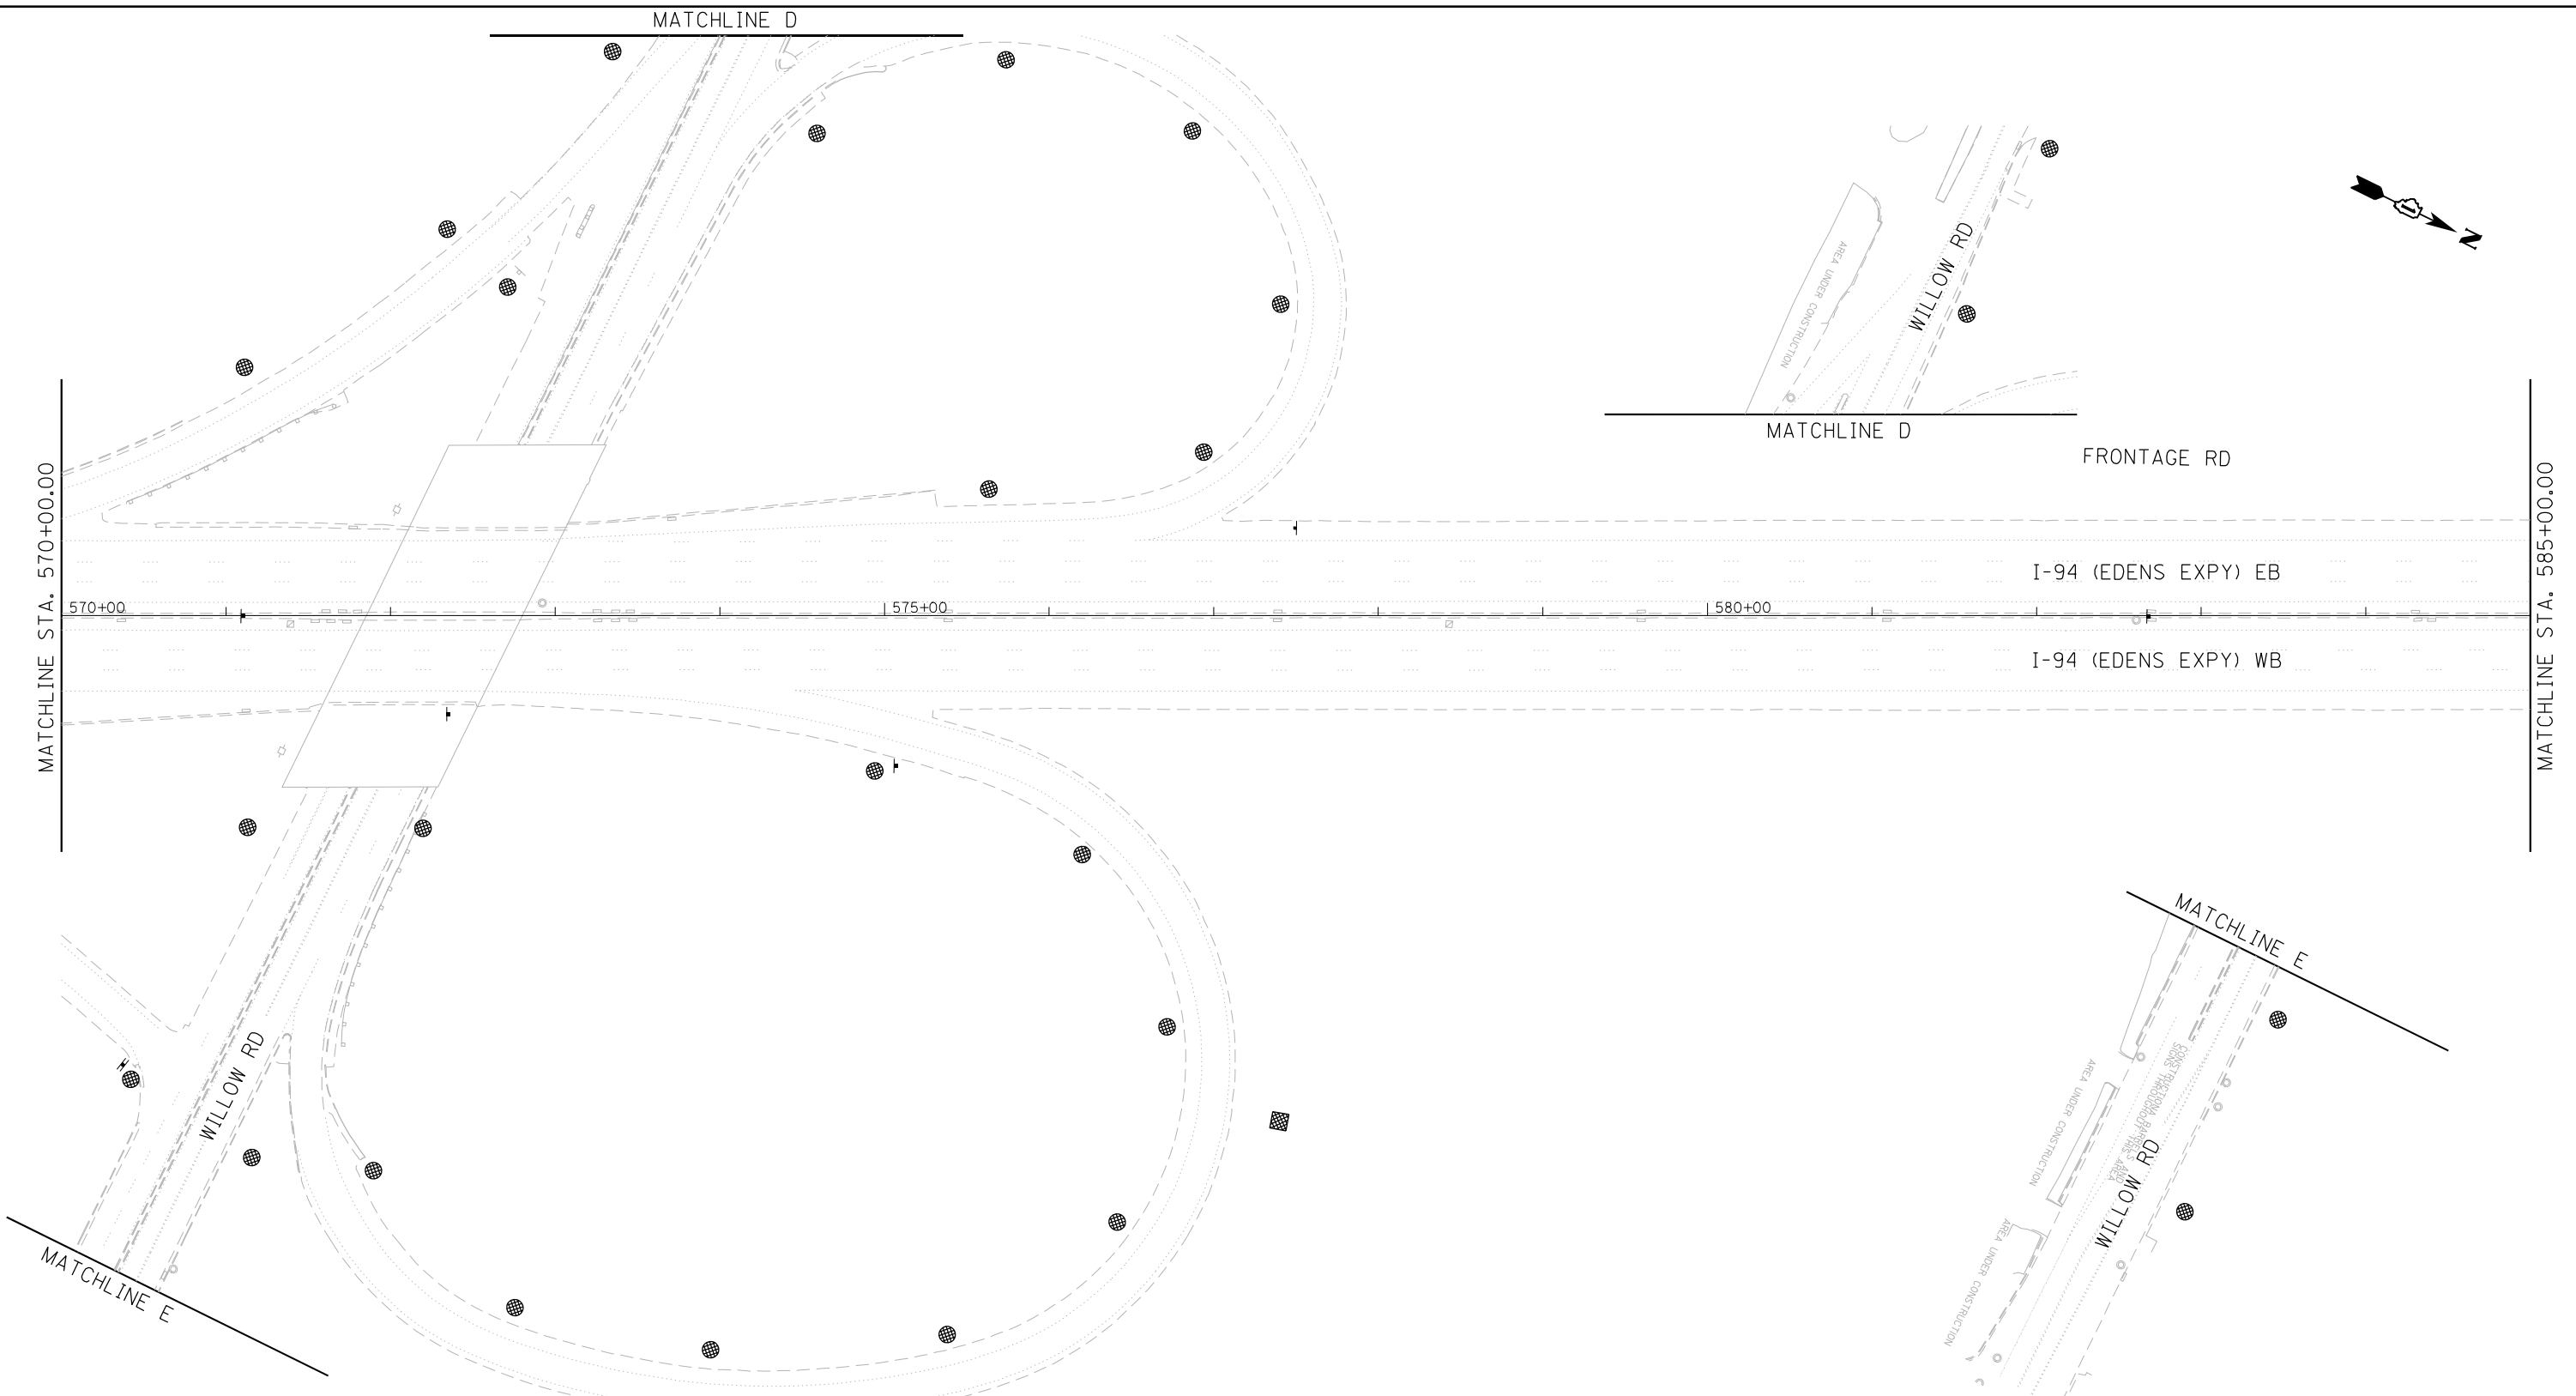 MATCHLINE D
N
WILLOW RD
AREA UNDER CONSTRUCTION
MATCHLINE D
FRONTAGE RD
MATCHLINE STA. 570+00.00
MATCHLINE STA. 585+00.00
I-94 (EDENS EXPY) EB
570+00
575+00
580+00
I-94 (EDENS EXPY) WB
MATCHLINE E
WILLOW RD
MATCHLINE E
AREA UNDER CONSTRUCTION
WILLOW RD
AREA UNDER CONSTRUCTION